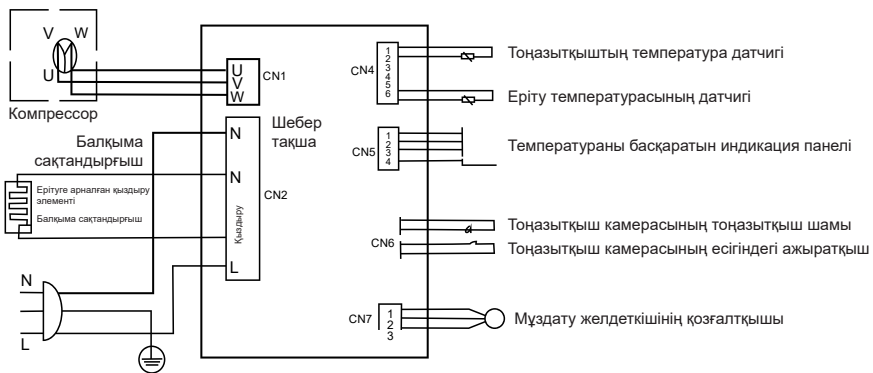 V W
U
Компрессор
U
V
W
CN1
Шебер
тақша
N
N
Қыздыру
L
CN2
Балқыма
сақтандырғыш
Ерітуге арналған қыздыру
элементі
Балқыма сақтандырғыш
N
L
CN4
1
2
3
4
5
6
Тоңазытқыштың температура датчигі
Еріту температурасының датчигі
CN5
1
2
3
4
Температураны басқаратын индикация панелі
CN6
Тоңазытқыш камерасының тоңазытқыш шамы
Тоңазытқыш камерасының есігіндегі ажыратқыш
CN7
1
2
3
Мұздату желдеткішінің қозғалтқышы